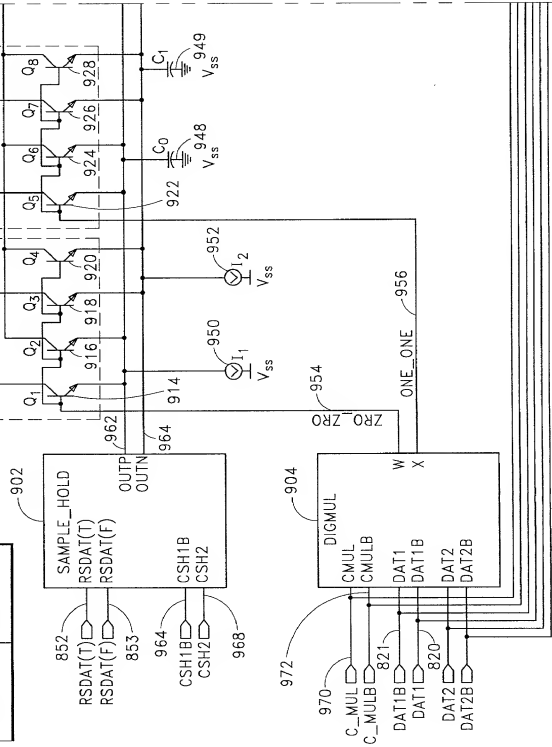 Q1
Q2
Q3
Q4
Q5
Q6
Q7
Q8
914
916
918
920
922
924
926
928
C0
948
VSS
C1
949
VSS
I1
950
VSS
I2
952
VSS
902
SAMPLE_HOLD
RSDAT(T)
RSDAT(F)
CSH1B
CSH2
OUTP
OUTN
962
964
852
RSDAT(T)
RSDAT(F)
853
964
CSH1B
CSH2
968
954
ZRO_ZRO
956
ONE_ONE
904
DIGMUL
CMUL
CMULB
DAT1
DAT1B
DAT2
DAT2B
W
X
972
970
C_MUL
C_MULB
821
DAT1B
DAT1
820
DAT2
DAT2B